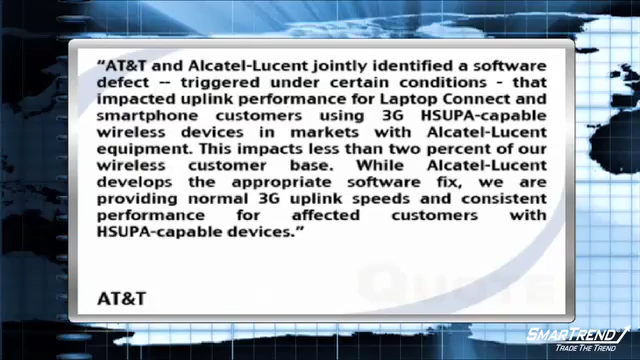 “AT&T and Alcatel-Lucent jointly identified a software
defect -- triggered under certain conditions - that
impacted uplink performance for Laptop Connect and
smartphone customers using 3G HSUPA-capable
wireless devices in markets with Alcatel-Lucent
equipment. This impacts less than two percent of our
wireless customer base. While Alcatel-Lucent
develops the appropriate software fix, we are
providing normal 3G uplink speeds and consistent
performance for affected customers with
HSUPA-capable devices.”
QUOTE
AT&T
SMARTREND
TRADE THE TREND